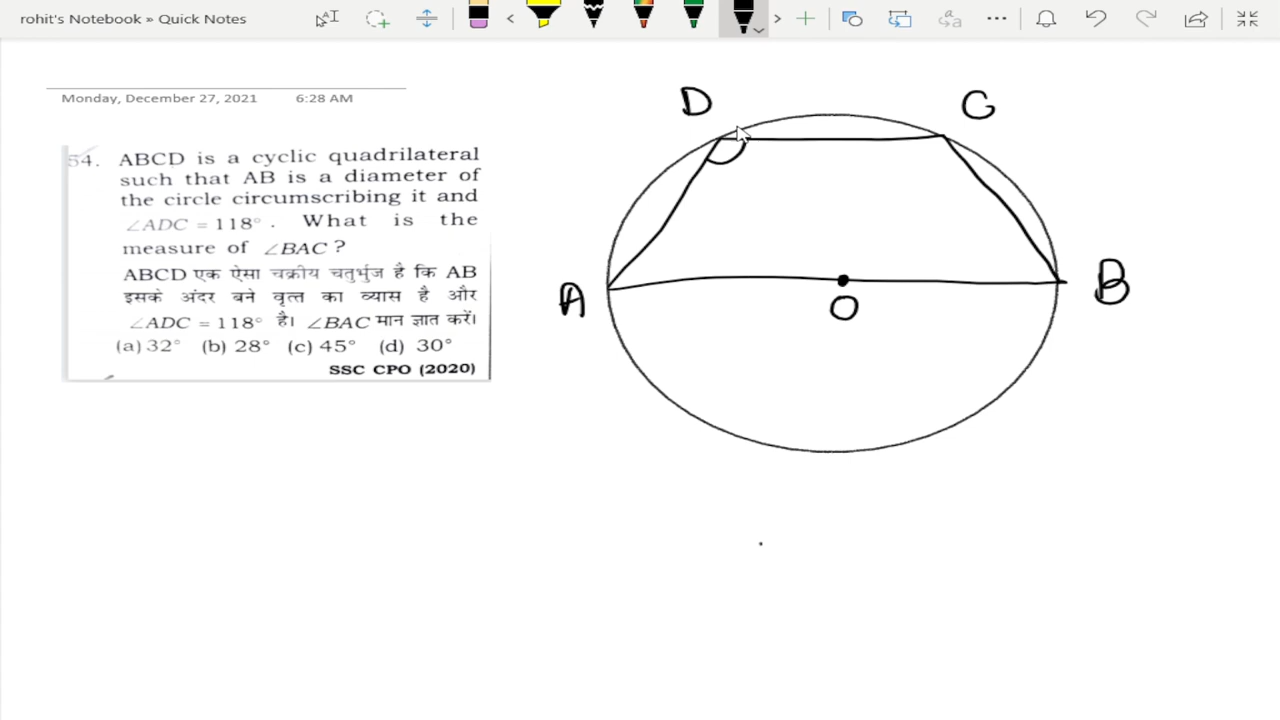 rohit's Notebook » Quick Notes
Monday, December 27, 2021 6:28 AM
54. ABCD is a cyclic quadrilateral
such that AB is a diameter of
the circle circumscribing it and
∠ADC = 118° . What is the
measure of ∠BAC ?
ABCD एक ऐसा चक्रीय चतुर्भुज है कि AB
इसके अंदर बने वृत्त का व्यास है और
∠ADC = 118° है। ∠BAC मान ज्ञात करें।
(a) 32° (b) 28° (c) 45° (d) 30°
SSC CPO (2020)
D C
A O B